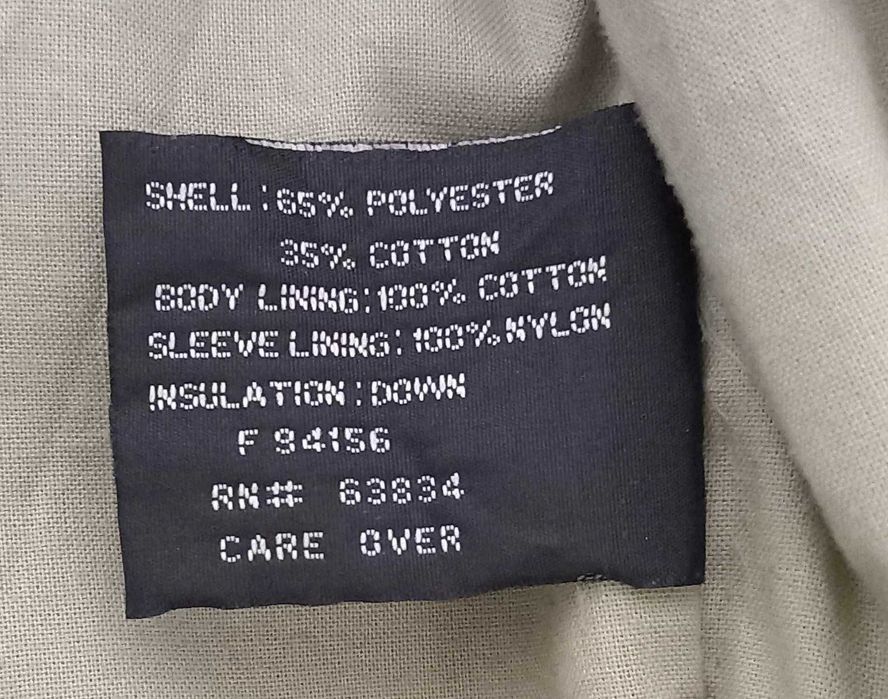 SHELL: 65% POLYESTER
35% COTTON
BODY LINING: 100% COTTON
SLEEVE LINING: 100% NYLON
INSULATION: DOWN
F 94156
RN# 63834
CARE OVER